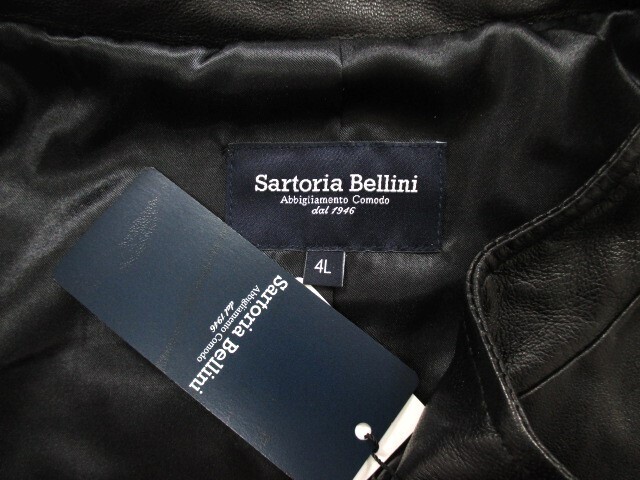 Sartoria Bellini
Abbigliamento Comodo
dal 1946
4L
Sartoria Bellini
Abbigliamento Comodo
dal 1946